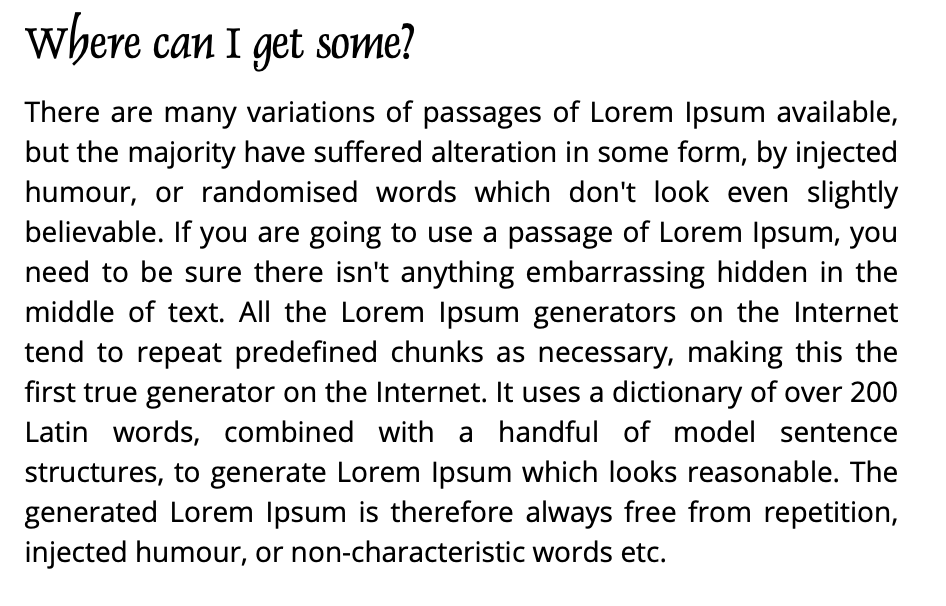 Where can I get some?
There are many variations of passages of Lorem Ipsum available,
but the majority have suffered alteration in some form, by injected
humour, or randomised words which don't look even slightly
believable. If you are going to use a passage of Lorem Ipsum, you
need to be sure there isn't anything embarrassing hidden in the
middle of text. All the Lorem Ipsum generators on the Internet
tend to repeat predefined chunks as necessary, making this the
first true generator on the Internet. It uses a dictionary of over 200
Latin words, combined with a handful of model sentence
structures, to generate Lorem Ipsum which looks reasonable. The
generated Lorem Ipsum is therefore always free from repetition,
injected humour, or non-characteristic words etc.